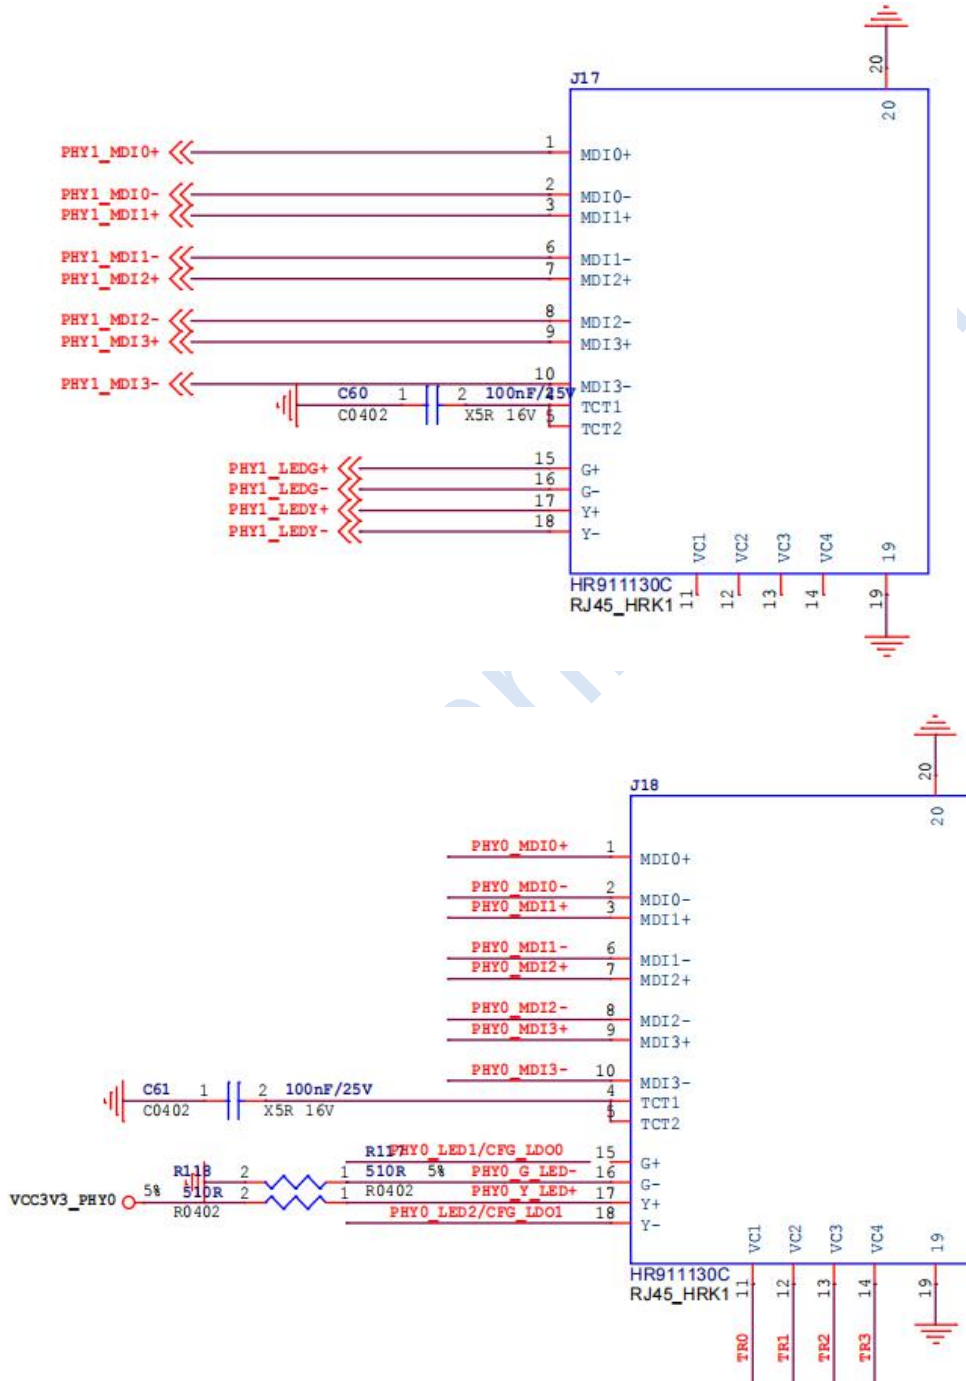 20
J17
20
PHY1_MDI0+ 1 MDI0+
PHY1_MDI0- 2 MDI0-
PHY1_MDI1+ 3 MDI1+
PHY1_MDI1- 6 MDI1-
PHY1_MDI2+ 7 MDI2+
PHY1_MDI2- 8 MDI2-
PHY1_MDI3+ 9 MDI3+
PHY1_MDI3- 10 MDI3-
C60 1 2 100nF/25V 4 TCT1
C0402 X5R 16V 5 TCT2
PHY1_LEDG+ 15 G+
PHY1_LEDG- 16 G-
PHY1_LEDY+ 17 Y+
PHY1_LEDY- 18 Y-
VC1 VC2 VC3 VC4 19
HR911130C
RJ45_HRK1 11 12 13 14 19
20
J18
20
PHY0_MDI0+ 1 MDI0+
PHY0_MDI0- 2 MDI0-
PHY0_MDI1+ 3 MDI1+
PHY0_MDI1- 6 MDI1-
PHY0_MDI2+ 7 MDI2+
PHY0_MDI2- 8 MDI2-
PHY0_MDI3+ 9 MDI3+
PHY0_MDI3- 10 MDI3-
C61 1 2 100nF/25V 4 TCT1
C0402 X5R 16V 5 TCT2
R117 PHY0_LED1/CFG_LDO0 15 G+
R118 2 1 510R 5% PHY0_G_LED- 16 G-
VCC3V3_PHY0 5% 510R 2 1 R0402 PHY0_Y_LED+ 17 Y+
R0402 PHY0_LED2/CFG_LDO1 18 Y-
VC1 VC2 VC3 VC4 19
HR911130C
RJ45_HRK1 11 12 13 14 19
TR0 TR1 TR2 TR3